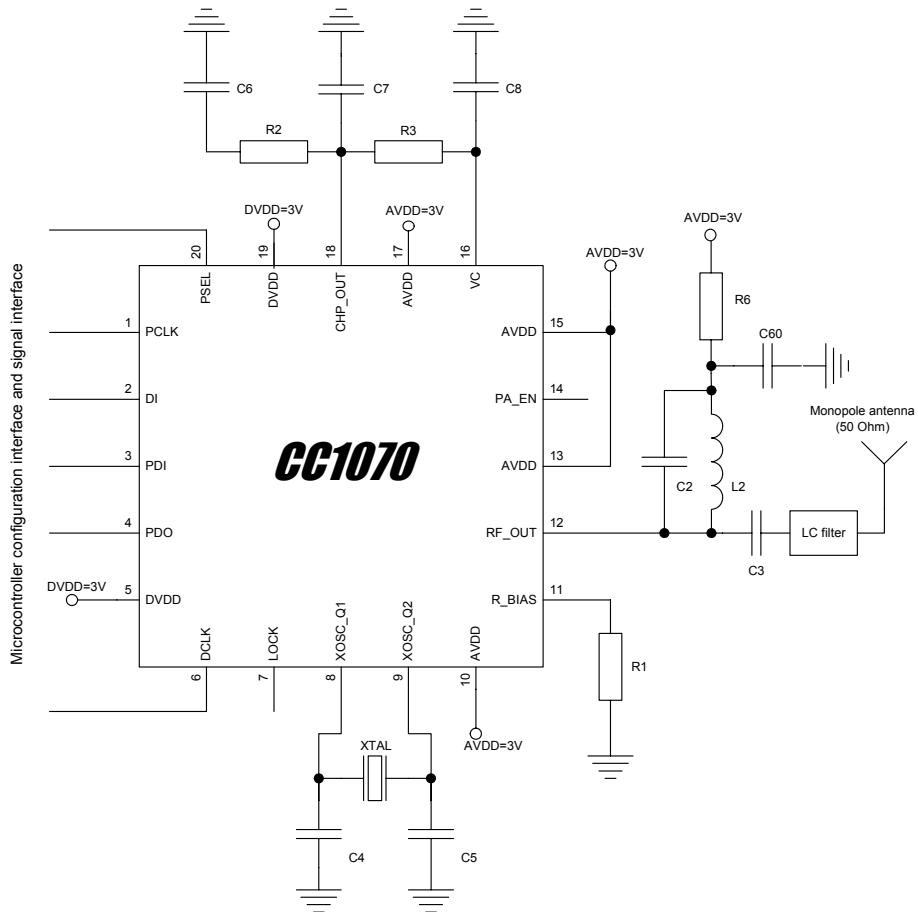 C6
C7
C8
R2
R3
DVDD=3V
AVDD=3V
AVDD=3V
AVDD=3V
20
19
18
17
16
PSEL
DVDD
CHP_OUT
AVDD
VC
R6
C60
Microcontroller configuration interface and signal interface
1
PCLK
AVDD
15
2
DI
PA_EN
14
Monopole antenna
(50 Ohm)
3
PDI
CC1070
AVDD
13
C2
L2
4
PDO
RF_OUT
12
C3
LC filter
DVDD=3V
5
DVDD
R_BIAS
11
DCLK
LOCK
XOSC_Q1
XOSC_Q2
AVDD
6
7
8
9
10
R1
XTAL
AVDD=3V
C4
C5